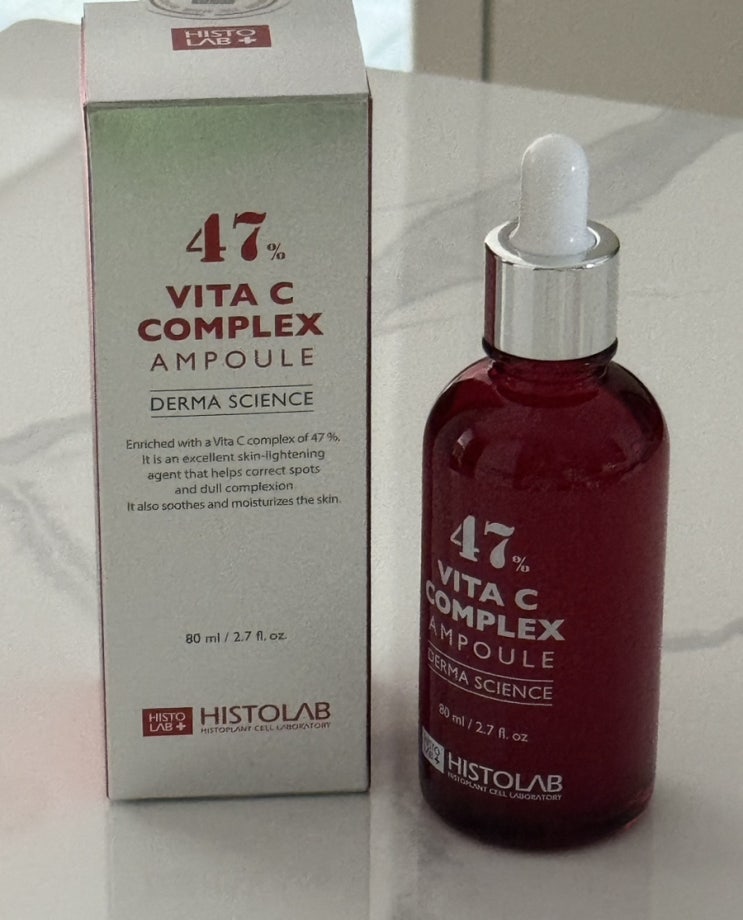 HISTO
LAB +
47%
VITA C
COMPLEX
AMPOULE
DERMA SCIENCE
Enriched with a Vita C complex of 47 %.
It is an excellent skin-lightening
agent that helps correct spots
and dull complexion
It also soothes and moisturizes the skin.
80 ml / 2.7 fl. oz.
HISTO
LAB +
HISTOLAB
HISTOPLANT CELL LABORATORY
47%
VITA C
COMPLEX
AMPOULE
DERMA SCIENCE
80 ml / 2.7 fl. oz
HISTOLAB
HISTOPLANT CELL LABORATORY